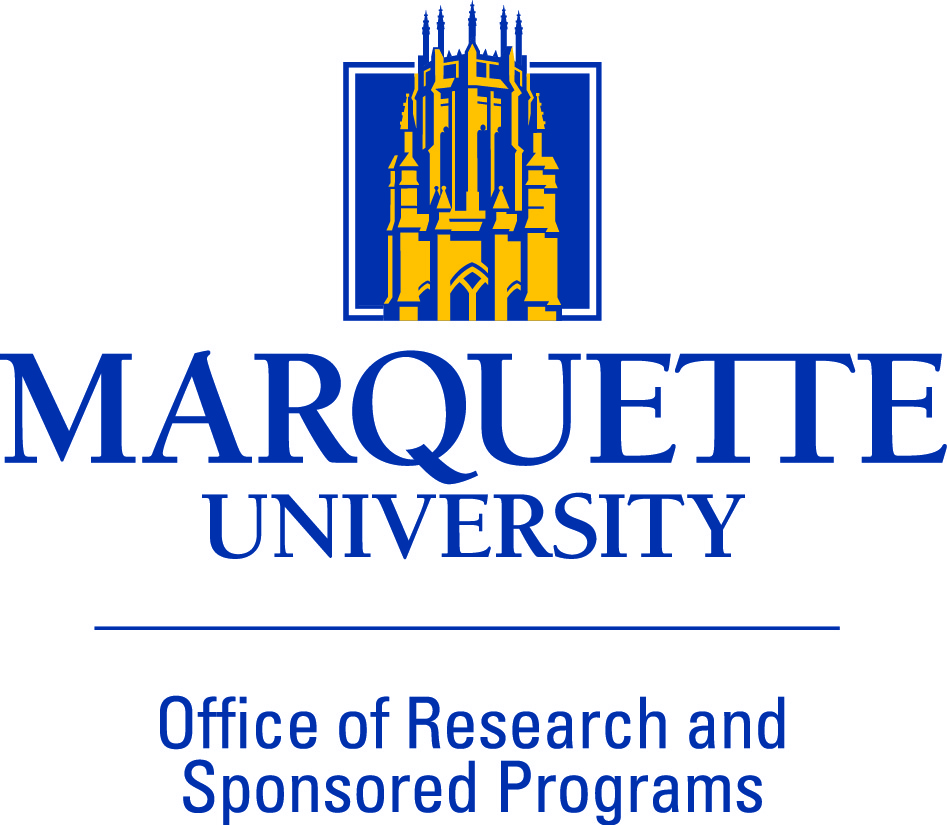 MARQUETTE
UNIVERSITY
Office of Research and
Sponsored Programs